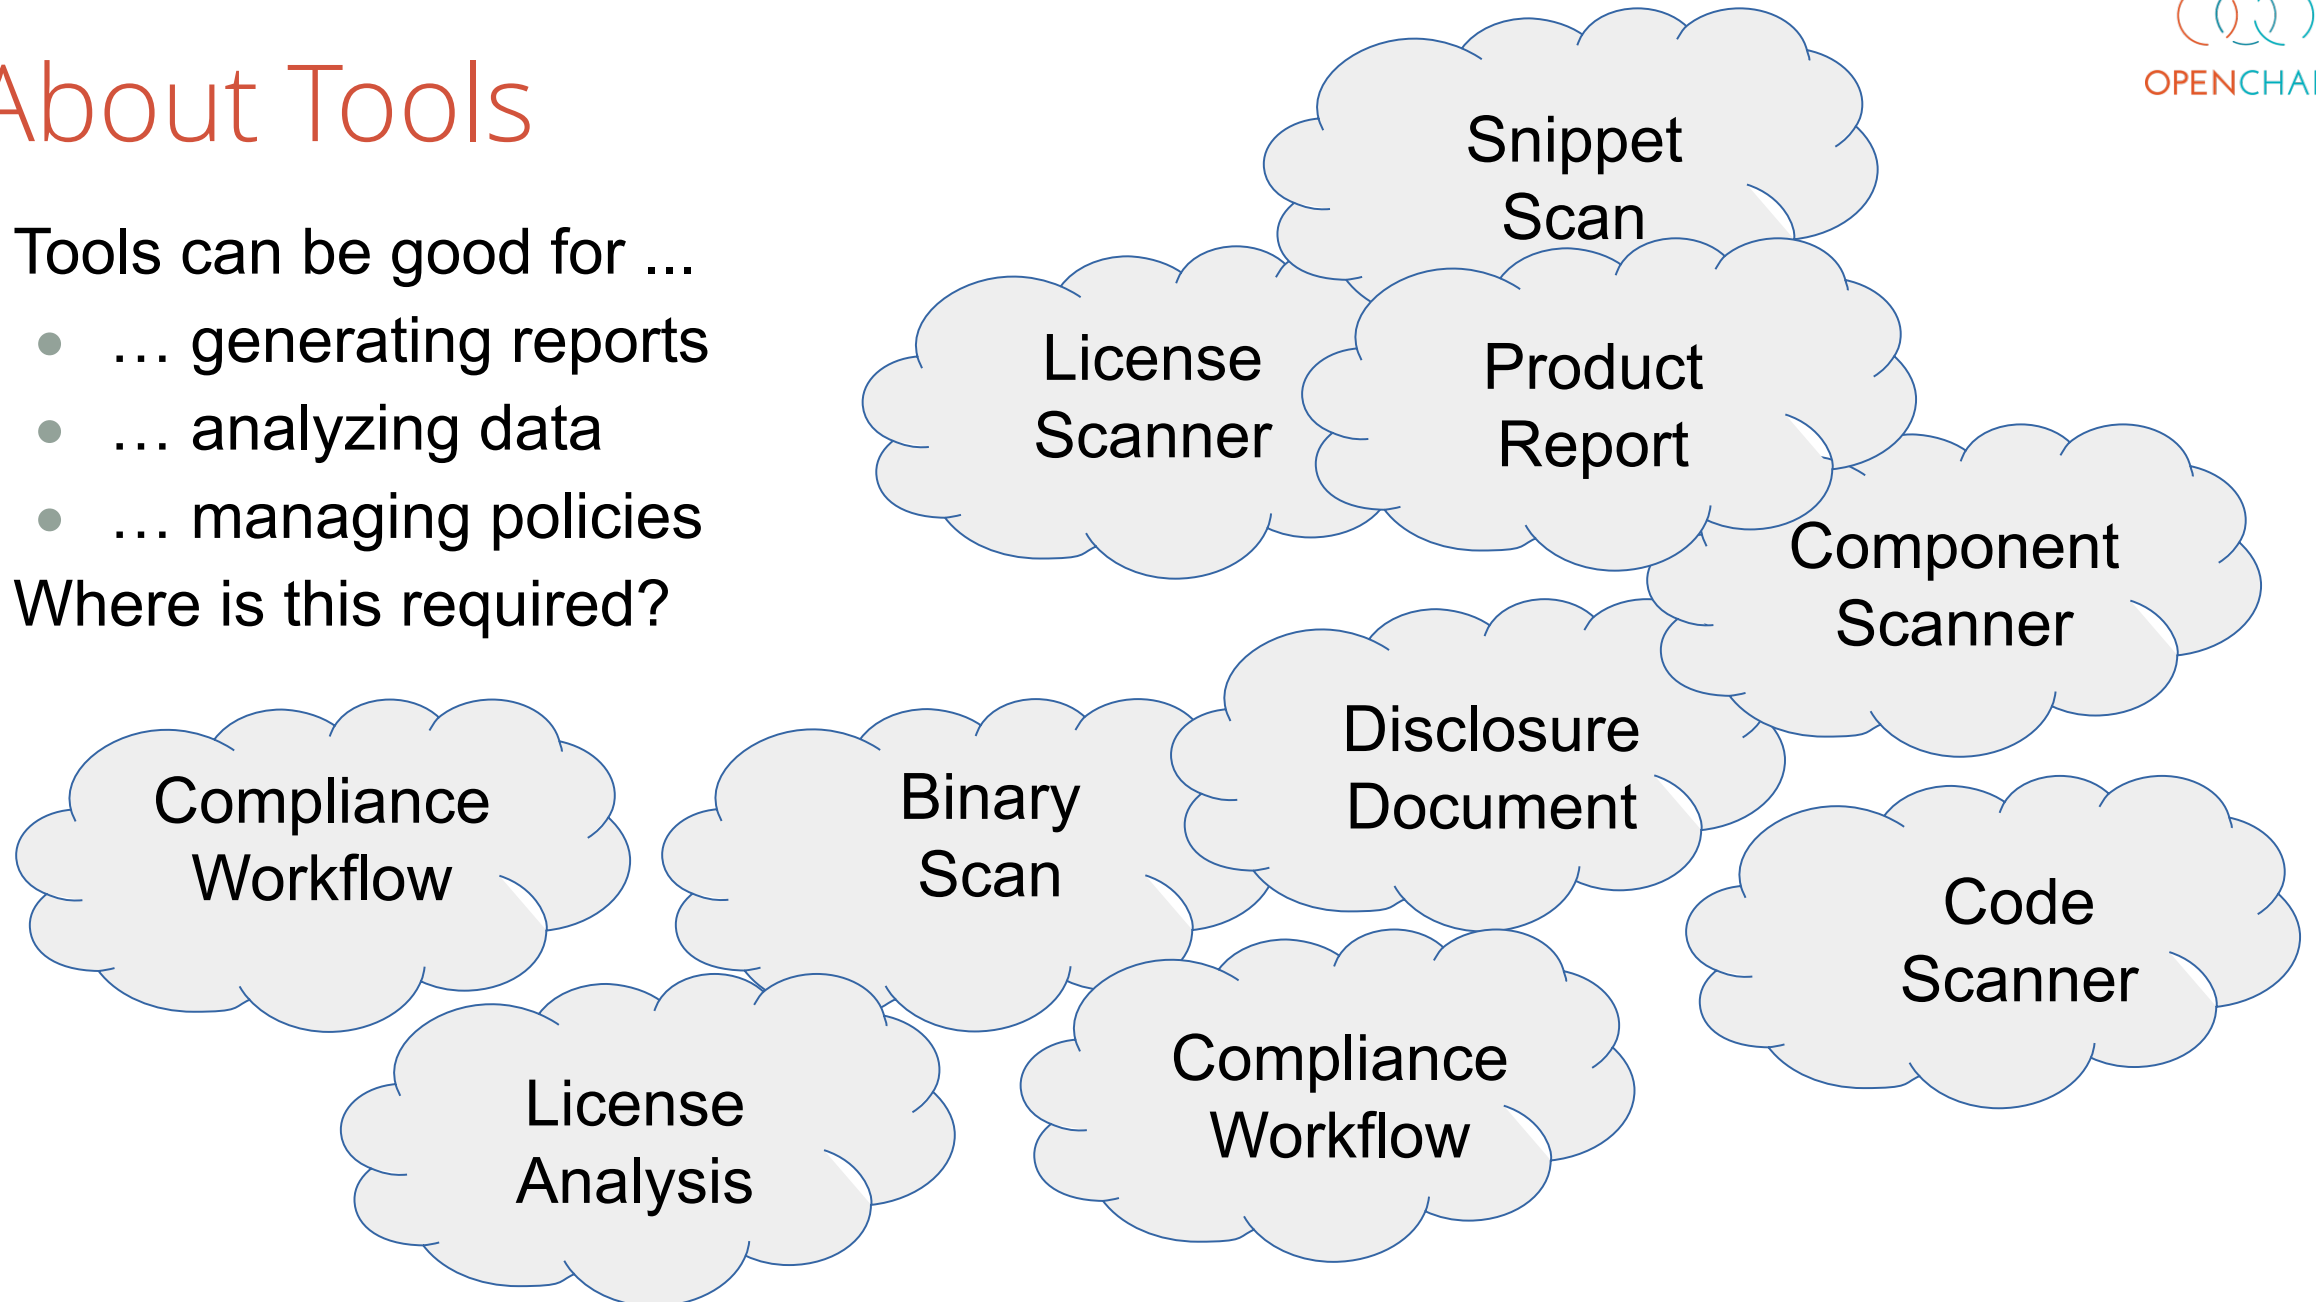 About Tools
OPENCHAI
Tools can be good for ...
… generating reports
… analyzing data
… managing policies
Where is this required?
Snippet
Scan
License
Scanner
Product
Report
Component
Scanner
Disclosure
Document
Compliance
Workflow
Binary
Scan
Code
Scanner
License
Analysis
Compliance
Workflow